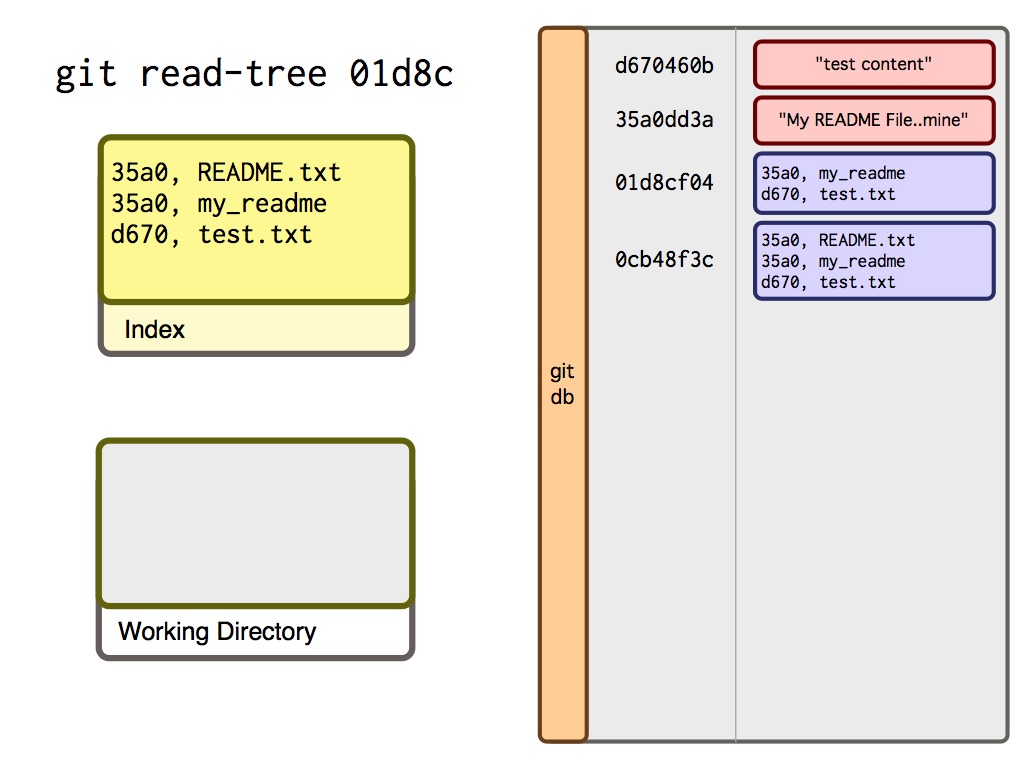 git read-tree 01d8c
35a0, README.txt
35a0, my_readme
d670, test.txt
Index
Working Directory
git
db
d670460b
"test content"
35a0dd3a
"My README File..mine"
01d8cf04
35a0, my_readme
d670, test.txt
0cb48f3c
35a0, README.txt
35a0, my_readme
d670, test.txt